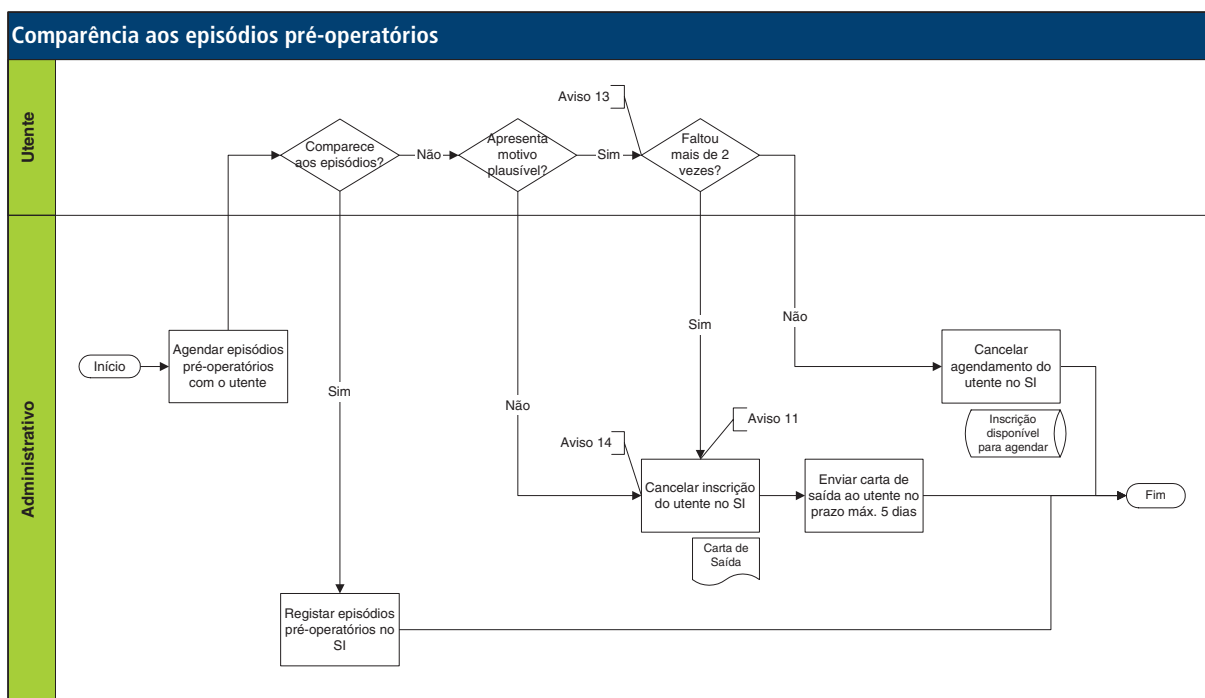 Comparência aos episódios pré-operatórios
Utente
Aviso 13
Comparece
aos episódios?
Não
Apresenta
motivo
plausível?
Sim
Faltou
mais de 2
vezes?
Administrativo
Início
Agendar episódios
pré-operatórios
com o utente
Sim
Não
Sim
Não
Cancelar
agendamento do
utente no SI
Inscrição
disponível
para agendar
Aviso 14
Aviso 11
Cancelar inscrição
do utente no SI
Enviar carta de
saída ao utente no
prazo máx. 5 dias
Fim
Carta de
Saída
Registar episódios
pré-operatórios no
SI